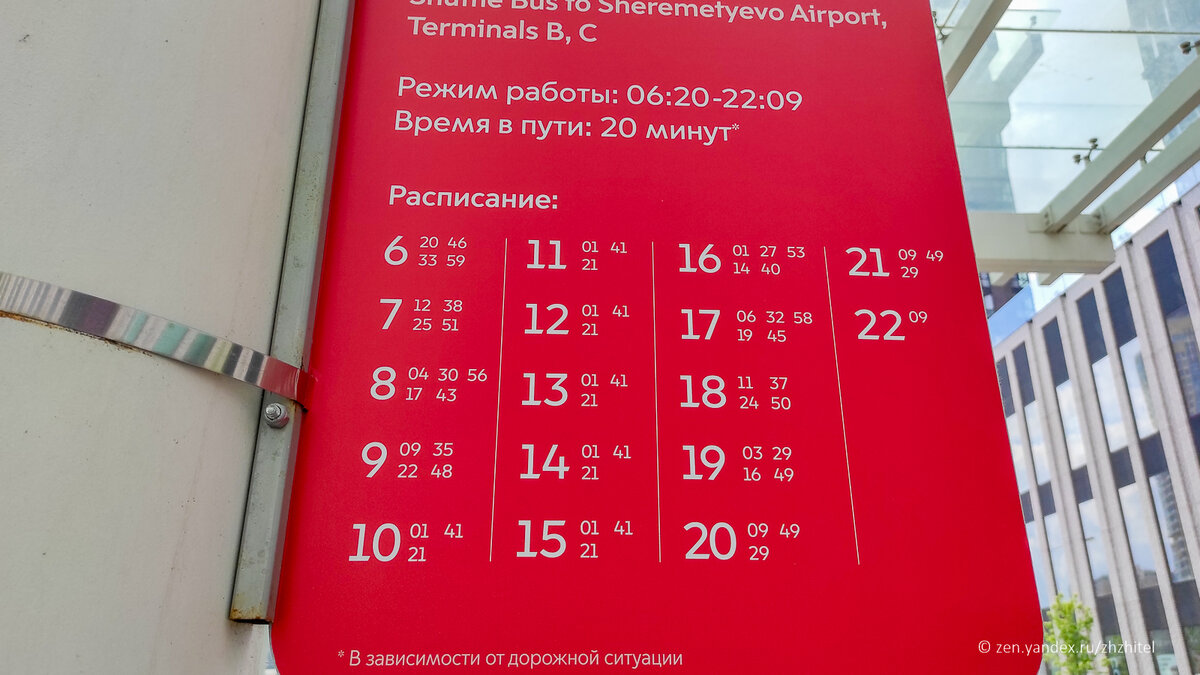 Shuttle Bus to Sheremetyevo Airport,
Terminals B, C
Режим работы: 06:20-22:09
Время в пути: 20 минут*
Расписание:
6 20 46
33 59
7 12 38
25 51
8 04 30 56
17 43
9 09 35
22 48
10 01 41
21
11 01 41
21
12 01 41
21
13 01 41
21
14 01 41
21
15 01 41
21
16 01 27 53
14 40
17 06 32 58
19 45
18 11 37
24 50
19 03 29
16 49
20 09 49
29
21 09 49
29
22 09
* В зависимости от дорожной ситуации
© zen.yandex.ru/zhzhitel